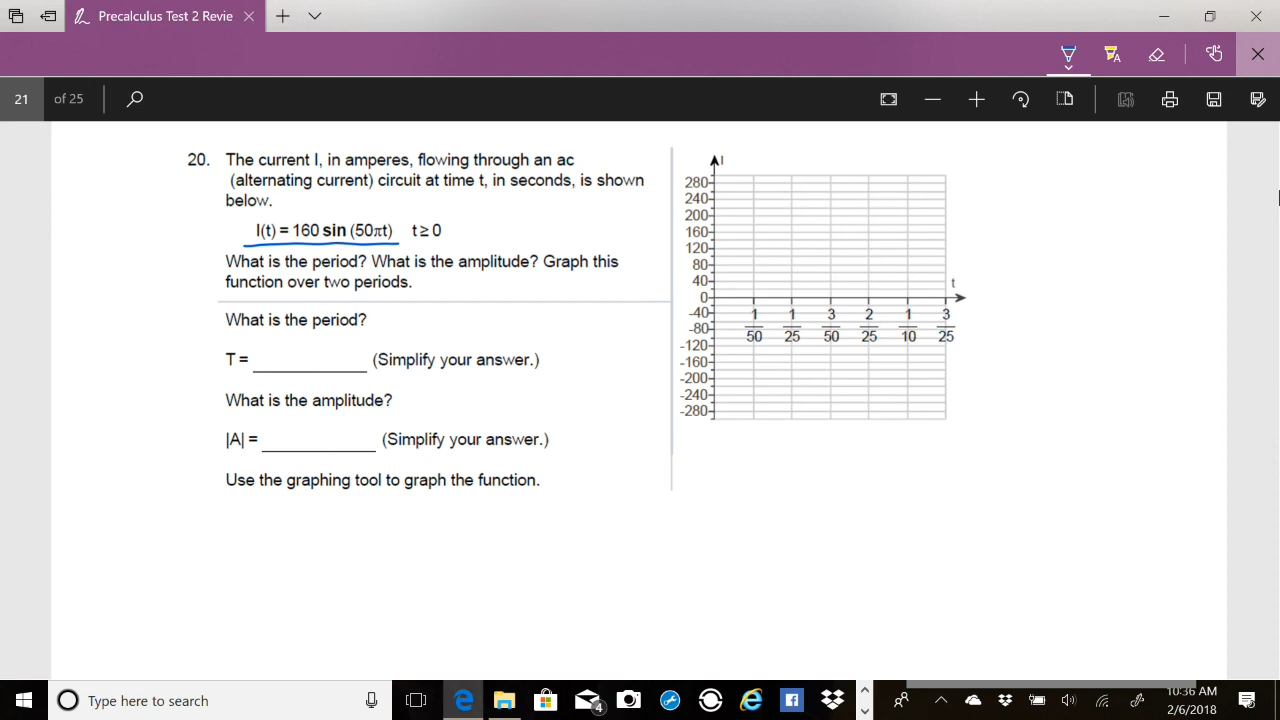 Precalculus Test 2 Revie
21 of 25
20. The current I, in amperes, flowing through an ac
(alternating current) circuit at time t, in seconds, is shown
below.
I(t) = 160 sin (50πt) t ≥ 0
What is the period? What is the amplitude? Graph this
function over two periods.
What is the period?
T = ____________ (Simplify your answer.)
What is the amplitude?
|A| = ____________ (Simplify your answer.)
Use the graphing tool to graph the function.
I
280
240
200
160
120
80
40
0
-40
-80
-120
-160
-200
-240
-280
t
1 1 3 2 1 3
50 25 50 25 10 25
Type here to search
4
10:36 AM
2/6/2018